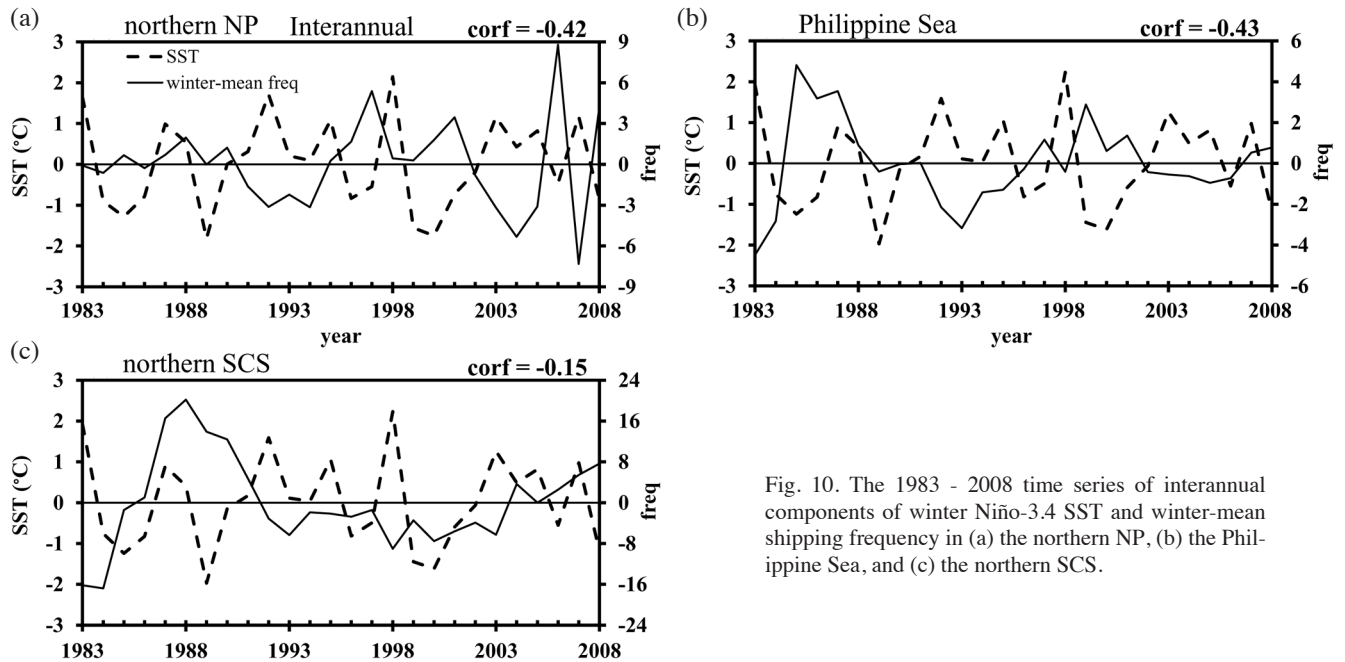 (a)
northern NP Interannual corf = -0.42
SST
winter-mean freq
3
2
1
0
-1
-2
-3
SST (°C)
9
6
3
0
-3
-6
-9
freq
1983 1988 1993 1998 2003 2008
year
(b)
Philippine Sea corf = -0.43
3
2
1
0
-1
-2
-3
SST (°C)
6
4
2
0
-2
-4
-6
freq
1983 1988 1993 1998 2003 2008
year
(c)
northern SCS corf = -0.15
3
2
1
0
-1
-2
-3
SST (°C)
24
16
8
0
-8
-16
-24
freq
1983 1988 1993 1998 2003 2008
Fig. 10. The 1983 - 2008 time series of interannual
components of winter Niño-3.4 SST and winter-mean
shipping frequency in (a) the northern NP, (b) the Phil-
ippine Sea, and (c) the northern SCS.